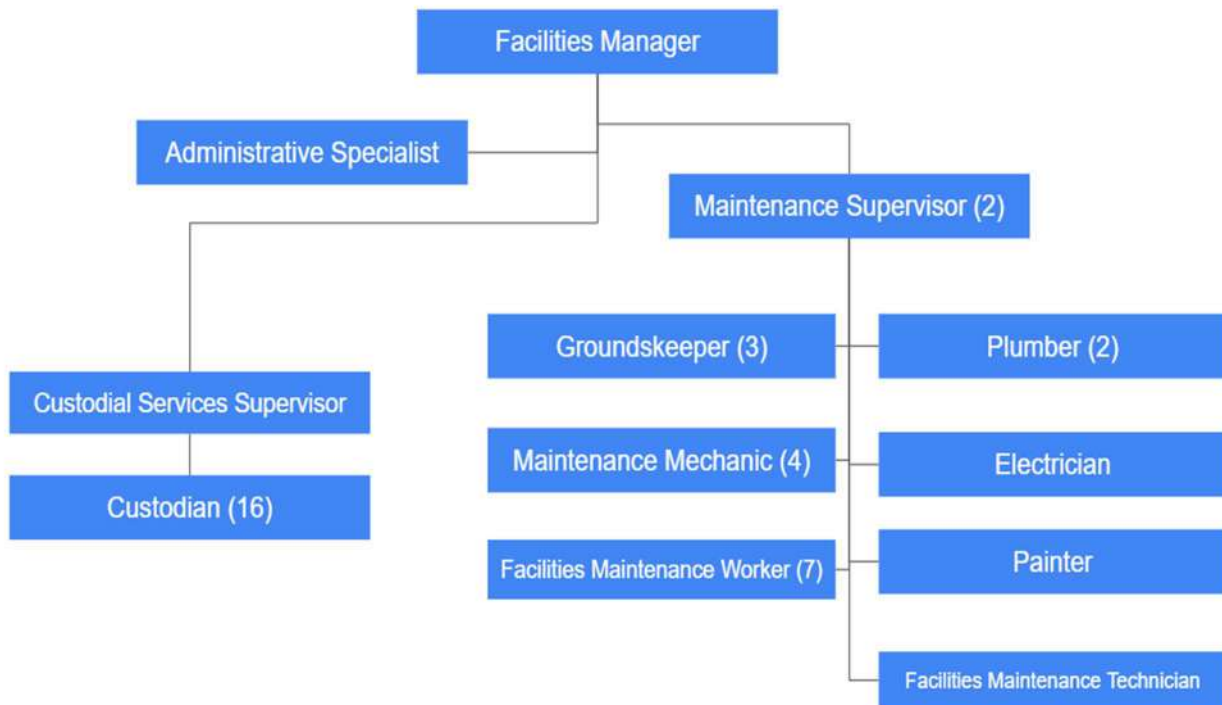 Facilities Manager
Administrative Specialist
Maintenance Supervisor (2)
Groundskeeper (3)
Plumber (2)
Custodial Services Supervisor
Maintenance Mechanic (4)
Electrician
Custodian (16)
Facilities Maintenance Worker (7)
Painter
Facilities Maintenance Technician